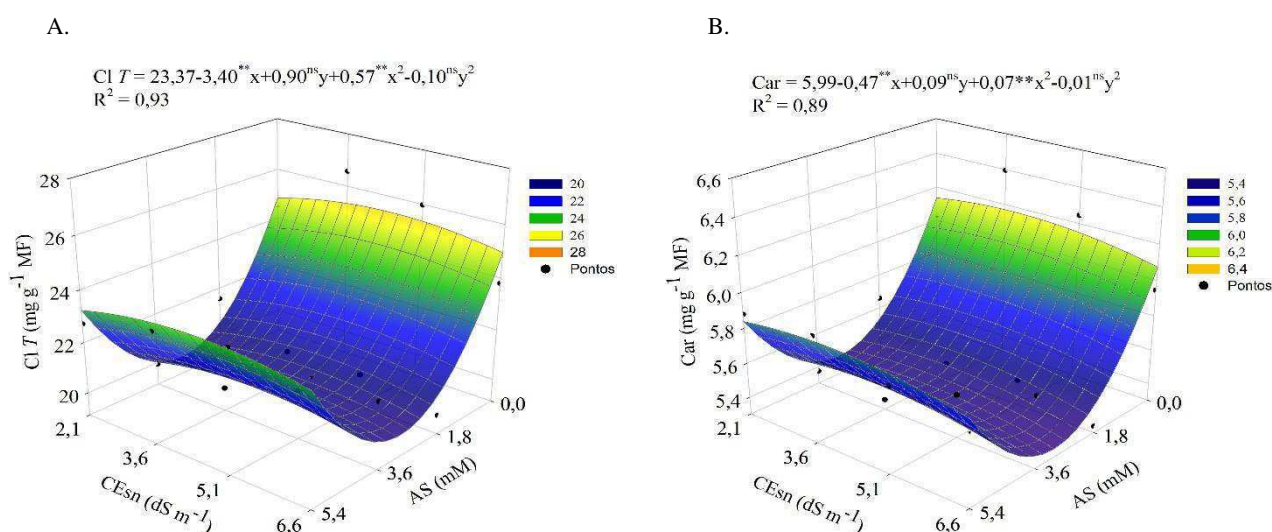 A.
Cl T = 23,37-3,40**x+0,90nsy+0,57**x2-0,10nsy2
R2 = 0,93
28
26
24
22
20
Cl T (mg g-1 MF)
2,1
3,6
5,1
6,6
CEsn (dS m-1)
0,0
1,8
3,6
5,4
AS (mM)
20
22
24
26
28
Pontos
B.
Car = 5,99-0,47**x+0,09nsy+0,07**x2-0,01nsy2
R2 = 0,89
6,6
6,4
6,2
6,0
5,8
5,6
5,4
Car (mg g-1 MF)
2,1
3,6
5,1
6,6
CEsn (dS m-1)
0,0
1,8
3,6
5,4
AS (mM)
5,4
5,6
5,8
6,0
6,2
6,4
Pontos